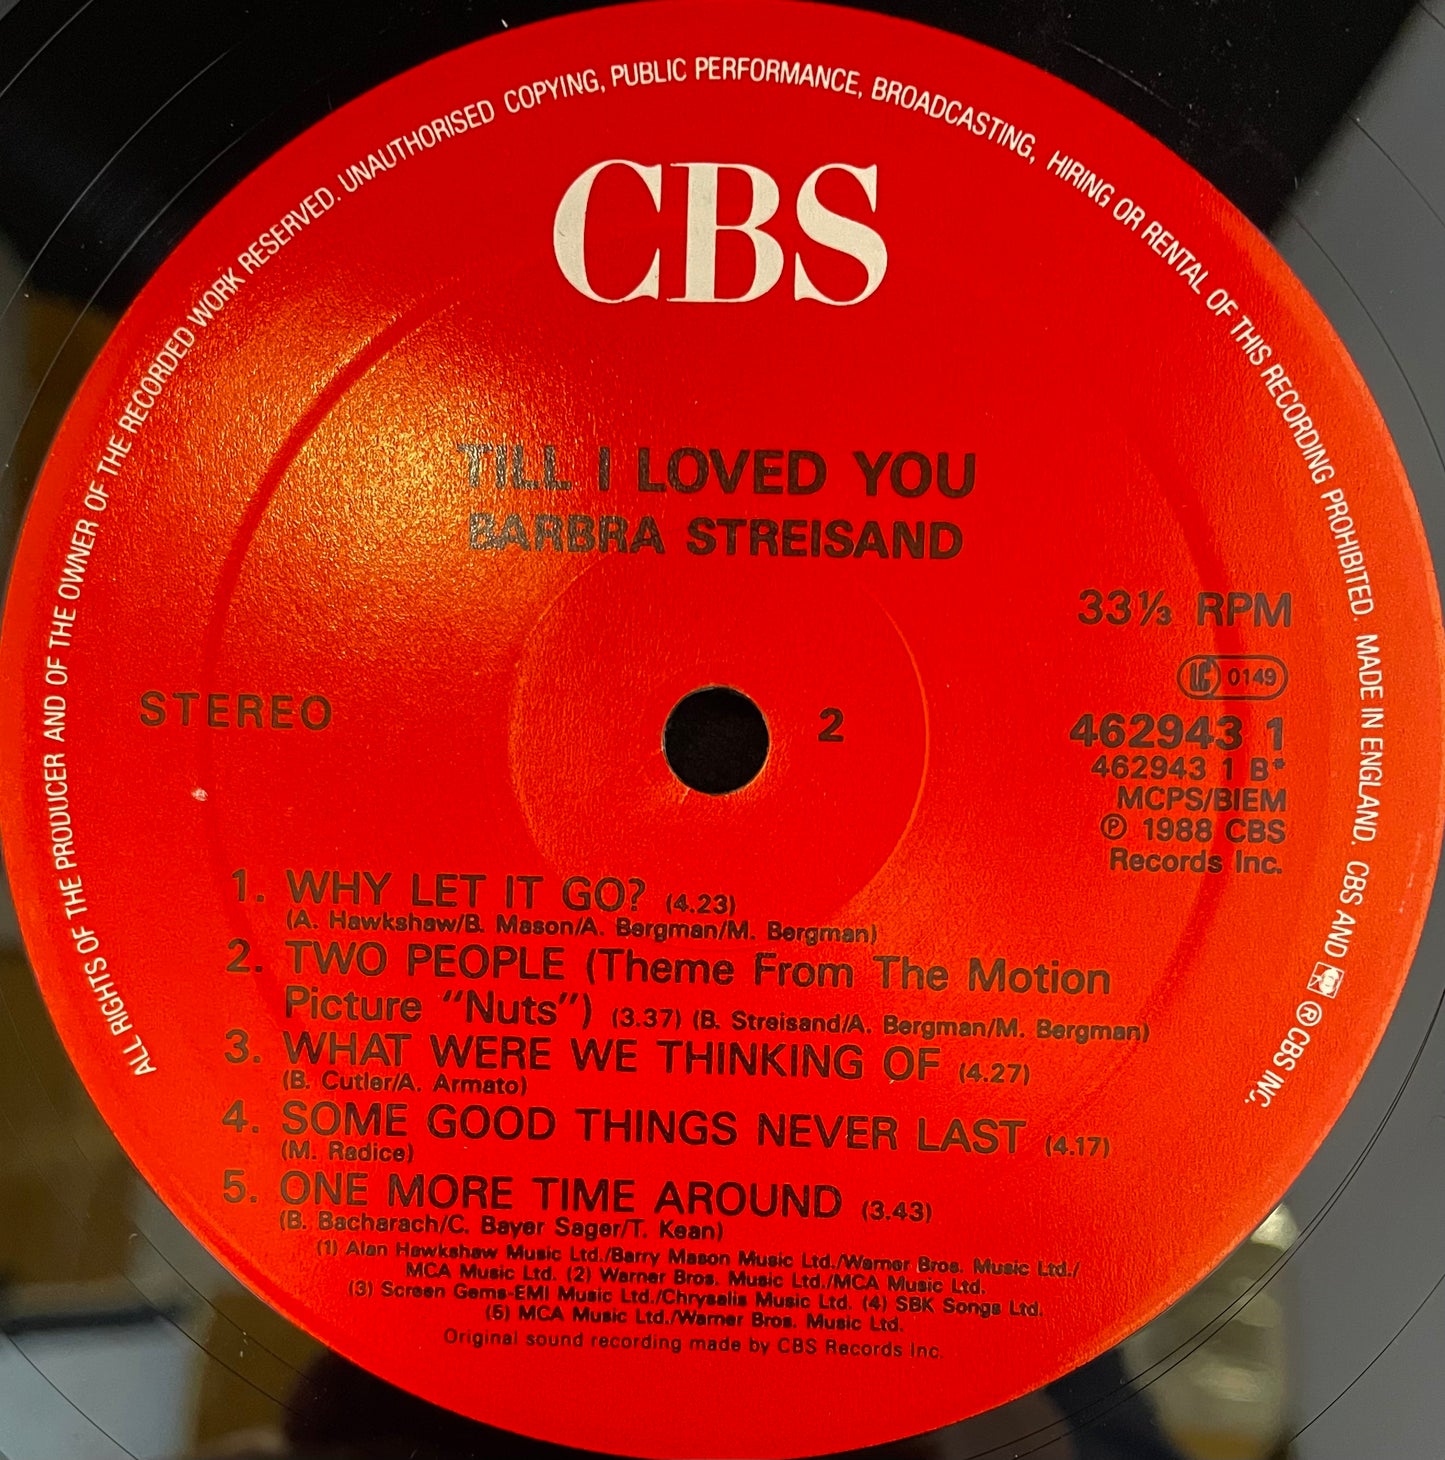 ALL RIGHTS OF THE PRODUCER AND OF THE OWNER OF THE RECORDED WORK RESERVED. UNAUTHORISED COPYING, PUBLIC PERFORMANCE, BROADCASTING, HIRING OR RENTAL OF THIS RECORDING PROHIBITED. MADE IN ENGLAND. CBS AND ® CBS INC.
CBS
TILL I LOVED YOU
BARBRA STREISAND
33⅓ RPM
LC 0149
STEREO
2
462943 1
462943 1 B*
MCPS/BIEM
℗ 1988 CBS
Records Inc.
1. WHY LET IT GO? (4.23)
(A. Hawkshaw/B. Mason/A. Bergman/M. Bergman)
2. TWO PEOPLE (Theme From The Motion
Picture "Nuts") (3.37) (B. Streisand/A. Bergman/M. Bergman)
3. WHAT WERE WE THINKING OF (4.27)
(B. Cutler/A. Armato)
4. SOME GOOD THINGS NEVER LAST (4.17)
(M. Radice)
5. ONE MORE TIME AROUND (3.43)
(B. Bacharach/C. Bayer Sager/T. Kean)
(1) Alan Hawkshaw Music Ltd./Barry Mason Music Ltd./Warner Bros. Music Ltd./
MCA Music Ltd. (2) Warner Bros. Music Ltd./MCA Music Ltd.
(3) Screen Gems-EMI Music Ltd./Chrysalis Music Ltd. (4) SBK Songs Ltd.
(5) MCA Music Ltd./Warner Bros. Music Ltd.
Original sound recording made by CBS Records Inc.